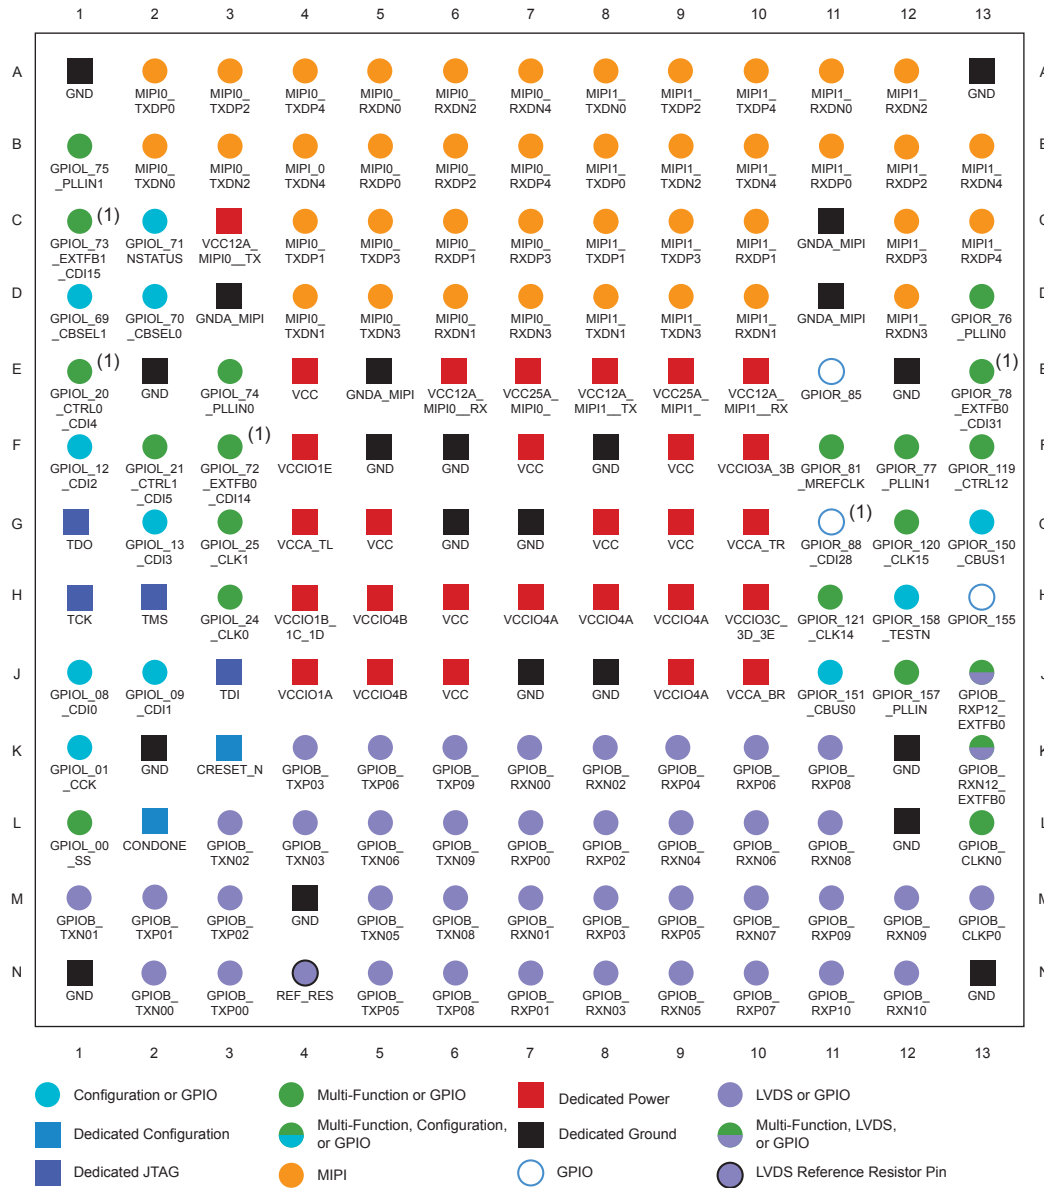 1 2 3 4 5 6 7 8 9 10 11 12 13
A A
GND MIPI0_ MIPI0_ MIPI0_ MIPI0_ MIPI0_ MIPI0_ MIPI1_ MIPI1_ MIPI1_ MIPI1_ MIPI1_ GND
TXDP0 TXDP2 TXDP4 RXDN0 RXDN2 RXDN4 TXDN0 TXDP2 TXDP4 RXDN0 RXDN2
B
GPIOL_75 MIPI0_ MIPI0_ MIPI_0 MIPI0_ MIPI0_ MIPI0_ MIPI1_ MIPI1_ MIPI1_ MIPI1_ MIPI1_ MIPI1_
_PLLIN1 TXDN0 TXDN2 TXDN4 RXDP0 RXDP2 RXDP4 TXDP0 TXDN2 TXDN4 RXDP0 RXDP2 RXDN4
C (1)
GPIOL_73 GPIOL_71 VCC12A_ MIPI0_ MIPI0_ MIPI0_ MIPI0_ MIPI1_ MIPI1_ MIPI1_ GNDA_MIPI MIPI1_ MIPI1_
_EXTFB1 NSTATUS MIPI0__TX TXDP1 TXDP3 RXDP1 RXDP3 TXDP1 TXDP3 RXDP1 RXDP3 RXDP4
_CDI15
D
GPIOL_69 GPIOL_70 GNDA_MIPI MIPI0_ MIPI0_ MIPI0_ MIPI0_ MIPI1_ MIPI1_ MIPI1_ GNDA_MIPI MIPI1_ GPIOR_76
_CBSEL1 _CBSEL0 TXDN1 TXDN3 RXDN1 RXDN3 TXDN1 TXDN3 RXDN1 RXDN3 _PLLIN0
E (1) (1)
GPIOL_20 GND GPIOL_74 VCC GNDA_MIPI VCC12A_ VCC25A_ VCC12A_ VCC25A_ VCC12A_ GPIOR_85 GND GPIOR_78
_CTRL0 _PLLIN0 MIPI0__RX MIPI0_ MIPI1__TX MIPI1_ MIPI1__RX _EXTFB0
_CDI4 _CDI31
F (1)
GPIOL_12 GPIOL_21 GPIOL_72 VCCIO1E GND GND VCC GND VCC VCCIO3A_3B GPIOR_81 GPIOR_77 GPIOR_119
_CDI2 _CTRL1 _EXTFB0 _MREFCLK _PLLIN1 _CTRL12
_CDI5 _CDI14
G (1)
TDO GPIOL_13 GPIOL_25 VCCA_TL VCC GND GND VCC VCC VCCA_TR GPIOR_88 GPIOR_120 GPIOR_150
_CDI3 _CLK1 _CDI28 _CLK15 _CBUS1
H
TCK TMS GPIOL_24 VCCIO1B_ VCCIO4B VCC VCCIO4A VCCIO4A VCCIO4A VCCIO3C_ GPIOR_121 GPIOR_158 GPIOR_155
_CLK0 1C_1D 3D_3E _CLK14 _TESTN
J
GPIOL_08 GPIOL_09 TDI VCCIO1A VCCIO4B VCC GND GND VCCIO4A VCCA_BR GPIOR_151 GPIOR_157 GPIOB_
_CDI0 _CDI1 _CBUS0 _PLLIN RXP12_
EXTFB0
K
GPIOL_01 GND CRESET_N GPIOB_ GPIOB_ GPIOB_ GPIOB_ GPIOB_ GPIOB_ GPIOB_ GPIOB_ GND GPIOB_
_CCK TXP03 TXP06 TXP09 RXN00 RXN02 RXP04 RXP06 RXP08 RXN12_
EXTFB0
L
GPIOL_00 CONDONE GPIOB_ GPIOB_ GPIOB_ GPIOB_ GPIOB_ GPIOB_ GPIOB_ GPIOB_ GPIOB_ GND GPIOB_
_SS TXN02 TXN03 TXN06 TXN09 RXP00 RXP02 RXN04 RXN06 RXN08 CLKN0
M
GPIOB_ GPIOB_ GPIOB_ GND GPIOB_ GPIOB_ GPIOB_ GPIOB_ GPIOB_ GPIOB_ GPIOB_ GPIOB_ GPIOB_
TXN01 TXP01 TXP02 TXN05 TXN08 RXN01 RXP03 RXP05 RXN07 RXP09 RXN09 CLKP0
N
GND GPIOB_ GPIOB_ REF_RES GPIOB_ GPIOB_ GPIOB_ GPIOB_ GPIOB_ GPIOB_ GPIOB_ GPIOB_ GND
TXN00 TXP00 TXP05 TXP08 RXP01 RXN03 RXN05 RXP07 RXP10 RXN10
1 2 3 4 5 6 7 8 9 10 11 12 13
Configuration or GPIO
Dedicated Configuration
Dedicated JTAG
Multi-Function or GPIO
Multi-Function, Configuration,
or GPIO
MIPI
Dedicated Power
Dedicated Ground
GPIO
LVDS or GPIO
Multi-Function, LVDS,
or GPIO
LVDS Reference Resistor Pin